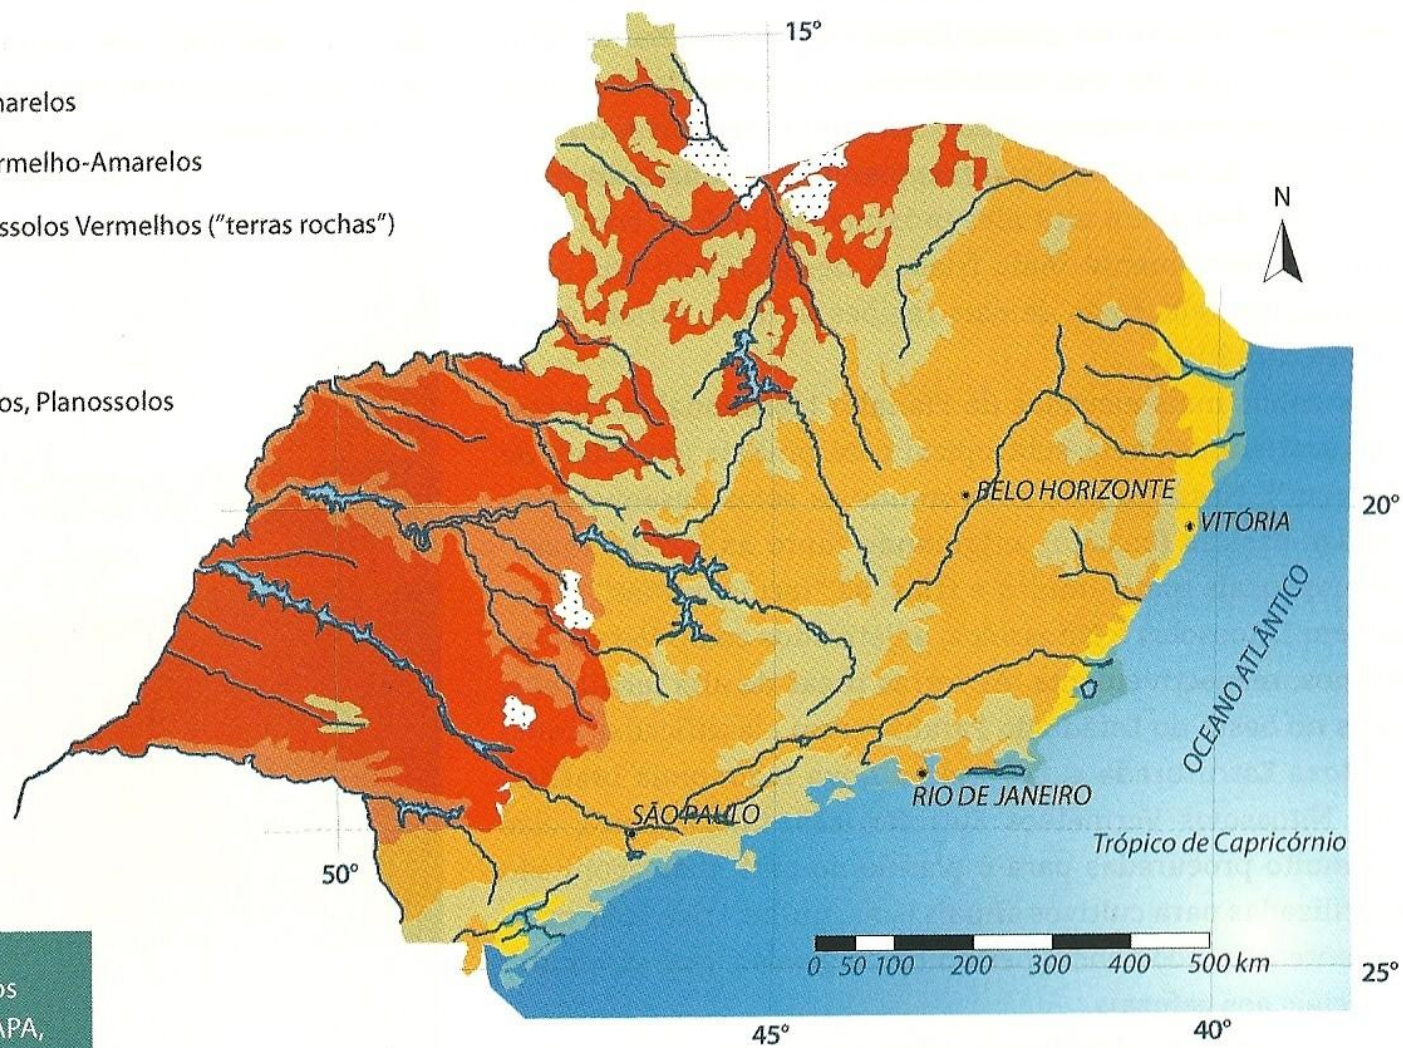 15°
narelos
rmelho-Amarelos
ssolos Vermelhos ("terras rochas")
N
os, Planossolos
BELO HORIZONTE
20°
VITÓRIA
OCEANO ATLÂNTICO
RIO DE JANEIRO
SÃO PAULO
Trópico de Capricórnio
50°
0 50 100 200 300 400 500 km
25°
os
APA,
45°
40°